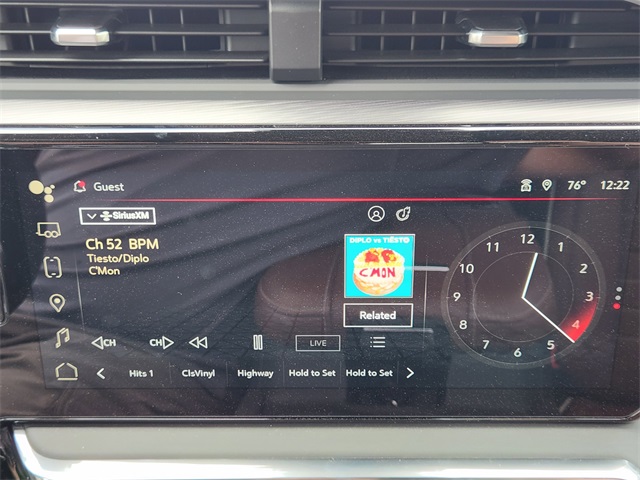 Guest
76° 12:22
SiriusXM
Ch 52 BPM
Tiesto/Diplo
C'Mon
DIPLO vs TIËSTO
C'MON
Related
12
1
2
3
4
5
6
7
8
9
10
11
CH CH LIVE
Hits 1 ClsVinyl Highway Hold to Set Hold to Set